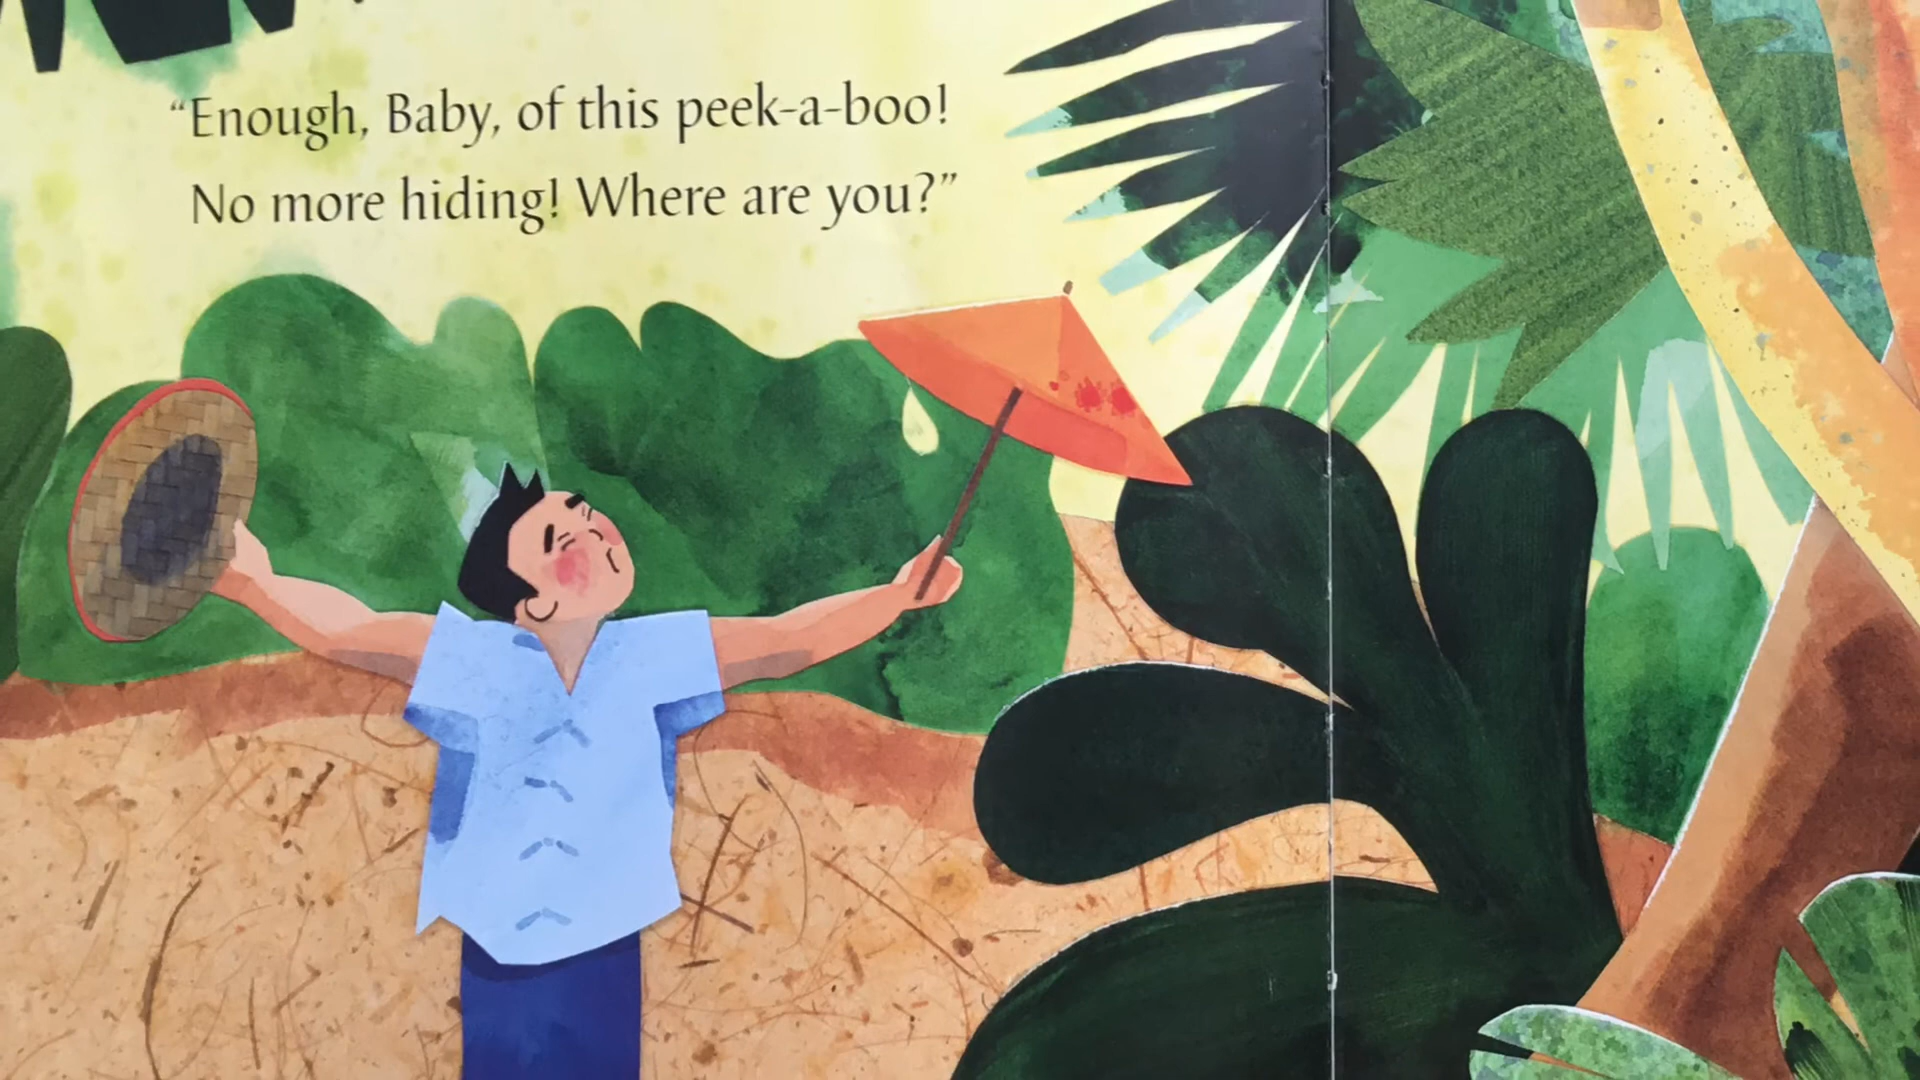 “Enough, Baby, of this peek-a-boo!
No more hiding! Where are you?”